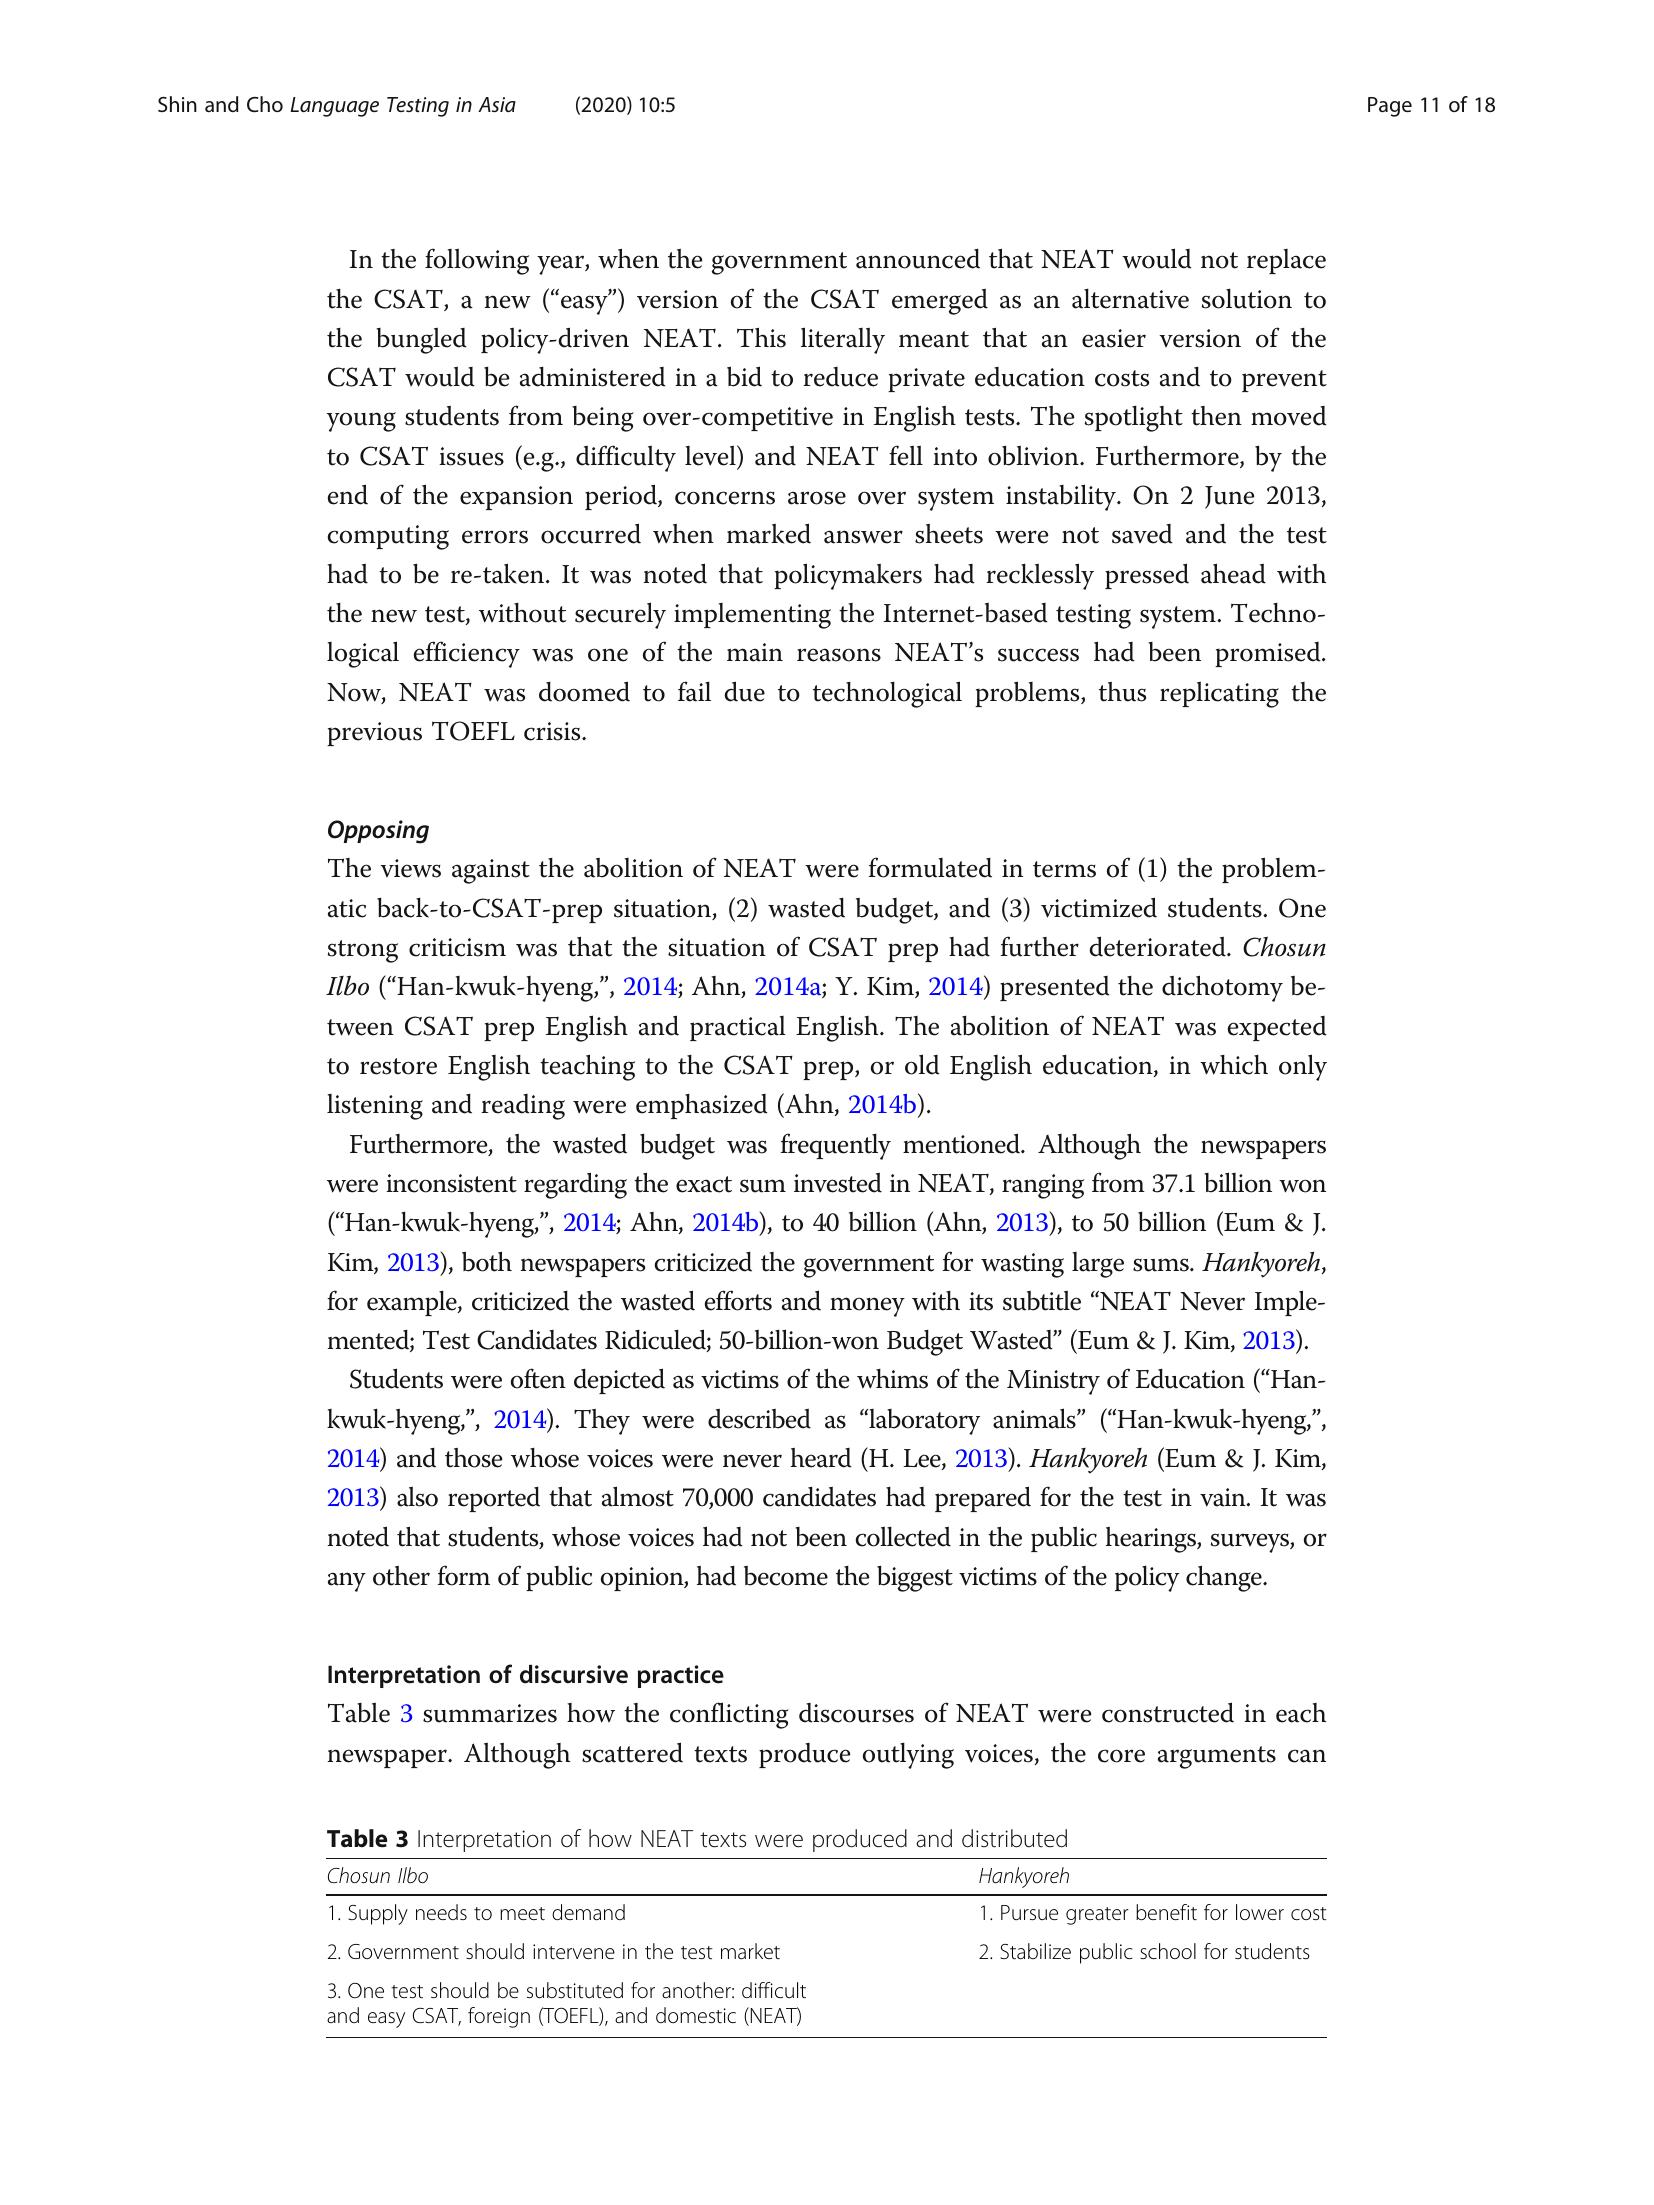 Shin and Cho Language Testing in Asia (2020) 10:5 Page 11 of 18
In the following year, when the government announced that NEAT would not replace
the CSAT, a new (“easy”) version of the CSAT emerged as an alternative solution to
the bungled policy-driven NEAT. This literally meant that an easier version of the
CSAT would be administered in a bid to reduce private education costs and to prevent
young students from being over-competitive in English tests. The spotlight then moved
to CSAT issues (e.g., difficulty level) and NEAT fell into oblivion. Furthermore, by the
end of the expansion period, concerns arose over system instability. On 2 June 2013,
computing errors occurred when marked answer sheets were not saved and the test
had to be re-taken. It was noted that policymakers had recklessly pressed ahead with
the new test, without securely implementing the Internet-based testing system. Techno-
logical efficiency was one of the main reasons NEAT’s success had been promised.
Now, NEAT was doomed to fail due to technological problems, thus replicating the
previous TOEFL crisis.
Opposing
The views against the abolition of NEAT were formulated in terms of (1) the problem-
atic back-to-CSAT-prep situation, (2) wasted budget, and (3) victimized students. One
strong criticism was that the situation of CSAT prep had further deteriorated. Chosun
Ilbo (“Han-kwuk-hyeng,”, 2014; Ahn, 2014a; Y. Kim, 2014) presented the dichotomy be-
tween CSAT prep English and practical English. The abolition of NEAT was expected
to restore English teaching to the CSAT prep, or old English education, in which only
listening and reading were emphasized (Ahn, 2014b).
Furthermore, the wasted budget was frequently mentioned. Although the newspapers
were inconsistent regarding the exact sum invested in NEAT, ranging from 37.1 billion won
(“Han-kwuk-hyeng,”, 2014; Ahn, 2014b), to 40 billion (Ahn, 2013), to 50 billion (Eum & J.
Kim, 2013), both newspapers criticized the government for wasting large sums. Hankyoreh,
for example, criticized the wasted efforts and money with its subtitle “NEAT Never Imple-
mented; Test Candidates Ridiculed; 50-billion-won Budget Wasted” (Eum & J. Kim, 2013).
Students were often depicted as victims of the whims of the Ministry of Education (“Han-
kwuk-hyeng,”, 2014). They were described as “laboratory animals” (“Han-kwuk-hyeng,”,
2014) and those whose voices were never heard (H. Lee, 2013). Hankyoreh (Eum & J. Kim,
2013) also reported that almost 70,000 candidates had prepared for the test in vain. It was
noted that students, whose voices had not been collected in the public hearings, surveys, or
any other form of public opinion, had become the biggest victims of the policy change.
Interpretation of discursive practice
Table 3 summarizes how the conflicting discourses of NEAT were constructed in each
newspaper. Although scattered texts produce outlying voices, the core arguments can
Table 3 Interpretation of how NEAT texts were produced and distributed
Chosun Ilbo Hankyoreh
1. Supply needs to meet demand 1. Pursue greater benefit for lower cost
2. Government should intervene in the test market 2. Stabilize public school for students
3. One test should be substituted for another: difficult
and easy CSAT, foreign (TOEFL), and domestic (NEAT)